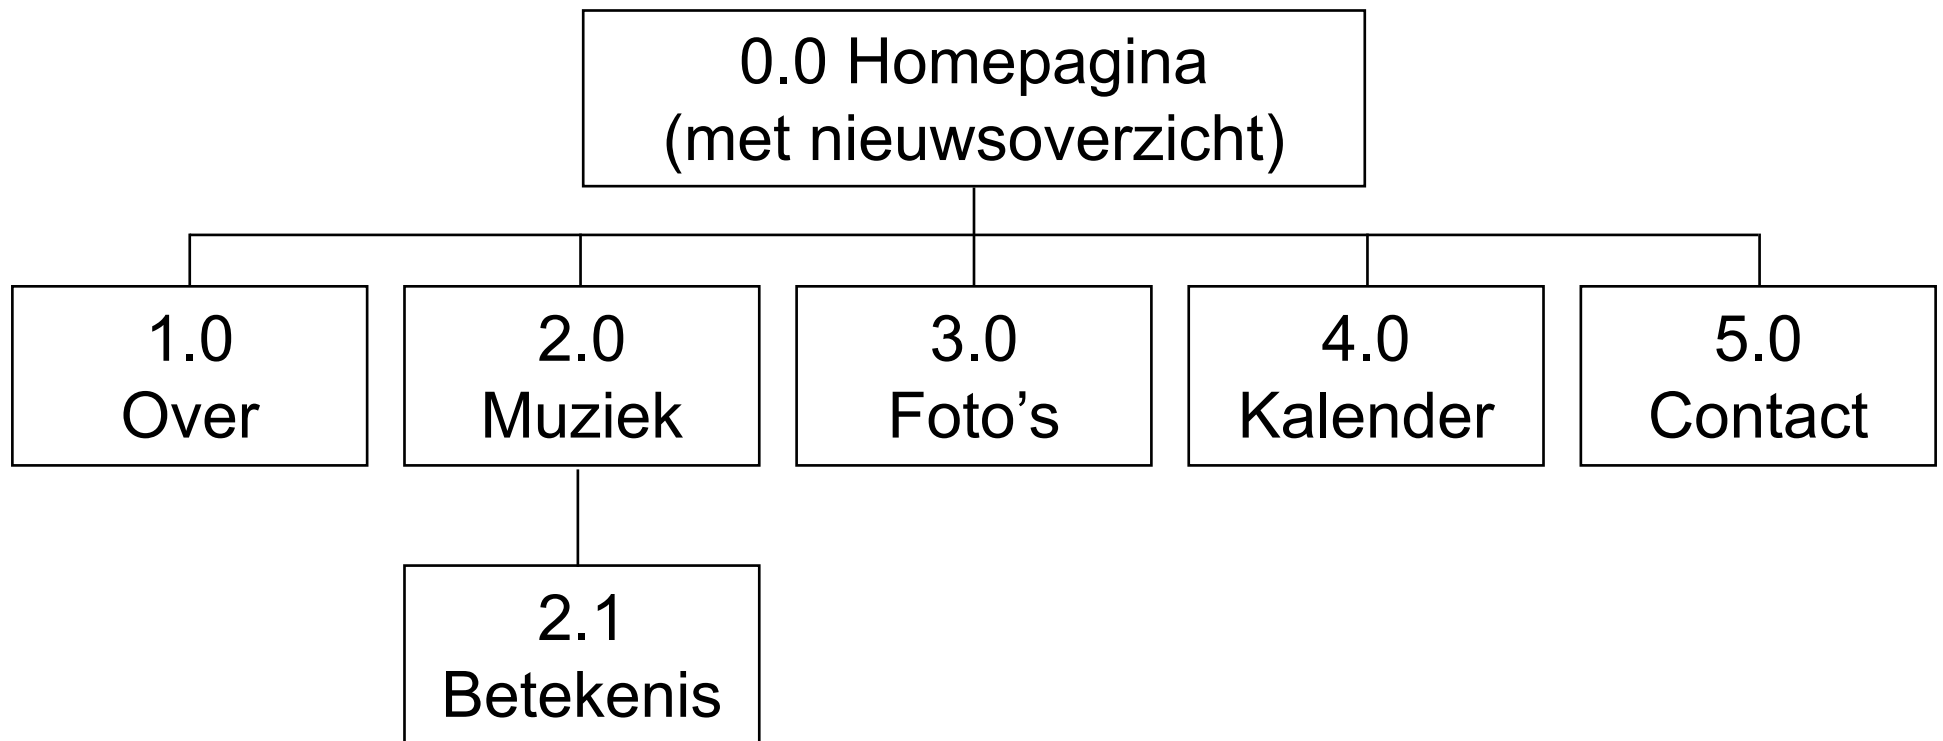 0.0 Homepagina
(met nieuwsoverzicht)
1.0
Over
2.0
Muziek
3.0
Foto’s
4.0
Kalender
5.0
Contact
2.1
Betekenis